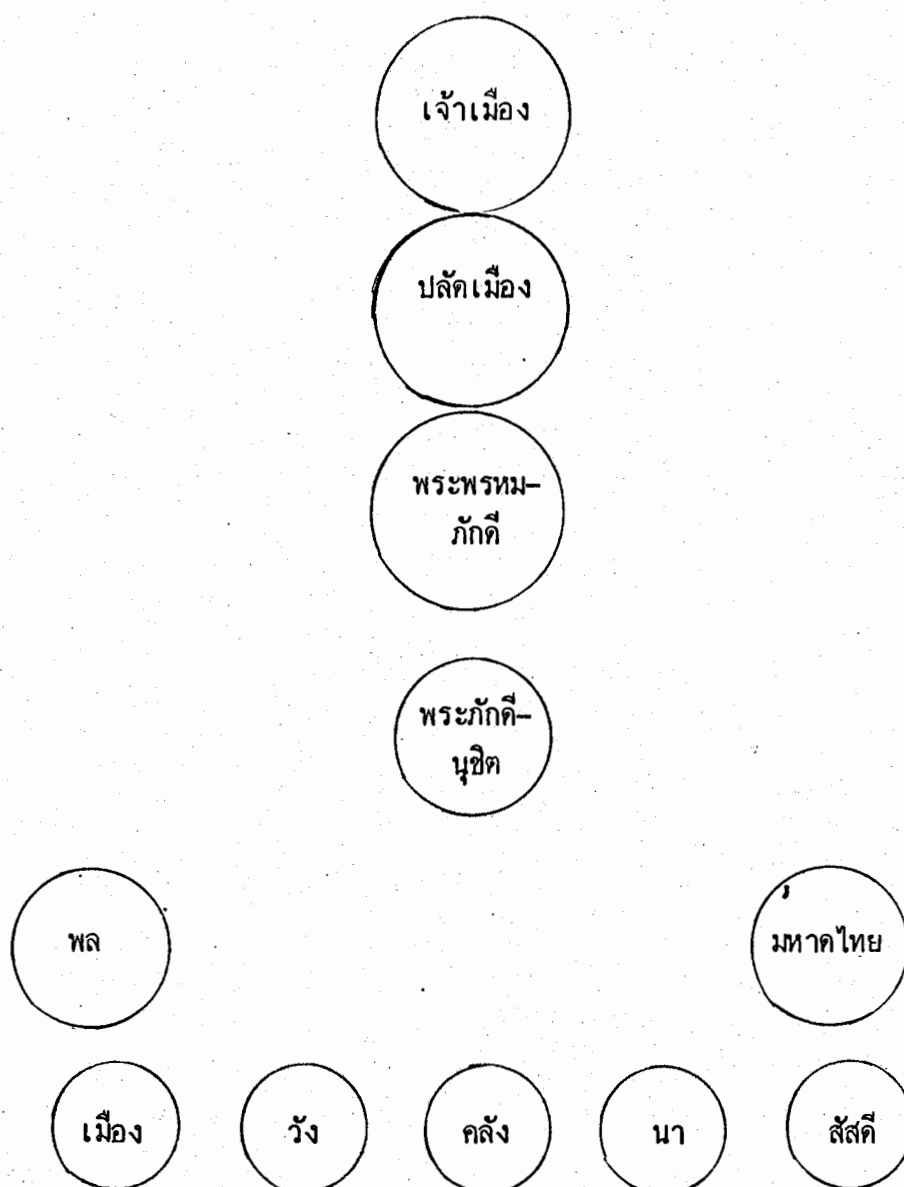 เจ้าเมือง
ปลัดเมือง
พระพรหม-
ภักดี
พระภักดี-
นุชิต
พล
มหาดไทย
เมือง
วัง
คลัง
นา
สัสดี